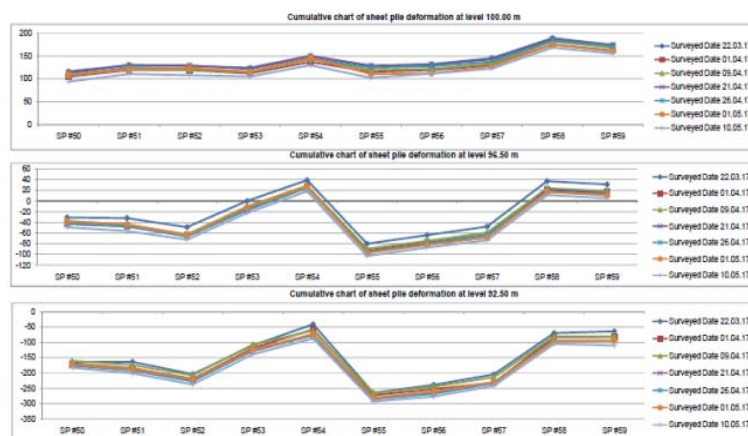 Cumulative chart of sheet pile deformation at level 100.00 m
200
150
100
50
0
SP #50 SP #51 SP #52 SP #53 SP #54 SP #55 SP #56 SP #57 SP #58 SP #59
Surveyed Date 22.03.1
Surveyed Date 01.04.1
Surveyed Date 09.04.1
Surveyed Date 21.04.1
Surveyed Date 26.04.1
Surveyed Date 01.05.1
Surveyed Date 10.05.1
Cumulative chart of sheet pile deformation at level 96.50 m
60
40
20
0
-20
-40
-60
-80
-100
-120
SP #50 SP #51 SP #52 SP #53 SP #54 SP #55 SP #56 SP #57 SP #58 SP #59
Surveyed Date 22.03.17
Surveyed Date 01.04.17
Surveyed Date 09.04.17
Surveyed Date 21.04.17
Surveyed Date 26.04.17
Surveyed Date 01.05.17
Surveyed Date 10.05.17
Cumulative chart of sheet pile deformation at level 92.50 m
0
-50
-100
-150
-200
-250
-300
-350
SP #50 SP #51 SP #52 SP #53 SP #54 SP #55 SP #56 SP #57 SP #58 SP #59
Surveyed Date 22.03.17
Surveyed Date 01.04.17
Surveyed Date 09.04.17
Surveyed Date 21.04.17
Surveyed Date 26.04.17
Surveyed Date 01.05.17
Surveyed Date 10.05.17